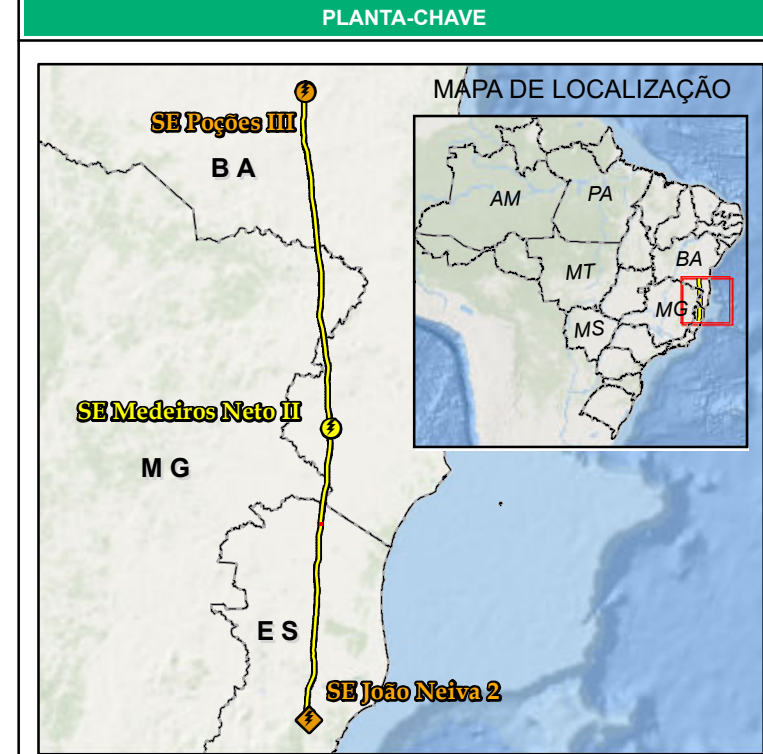 PLANTA-CHAVE
MAPA DE LOCALIZAÇÃO
SE Poções III
B A
AM
PA
BA
MT
MG
MS
SE Medeiros Neto II
M G
E S
SE João Neiva 2